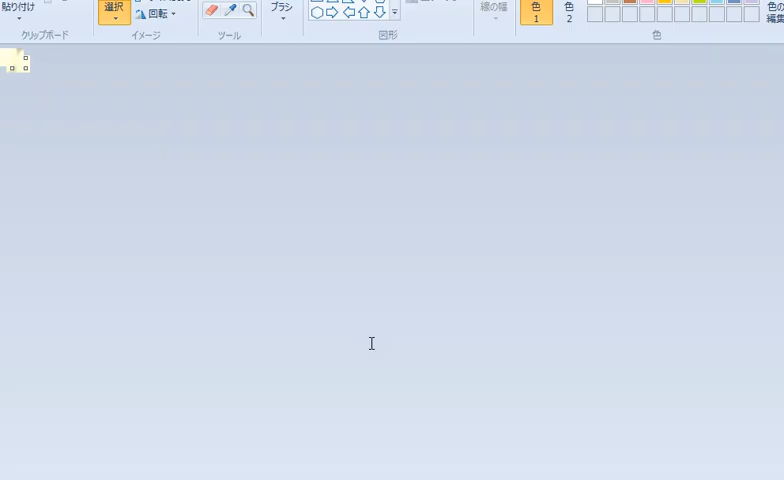 貼り付け
選択
回転
ブラシ
線の幅
色
1
色
2
色の
編集
クリップボード
イメージ
ツール
図形
色